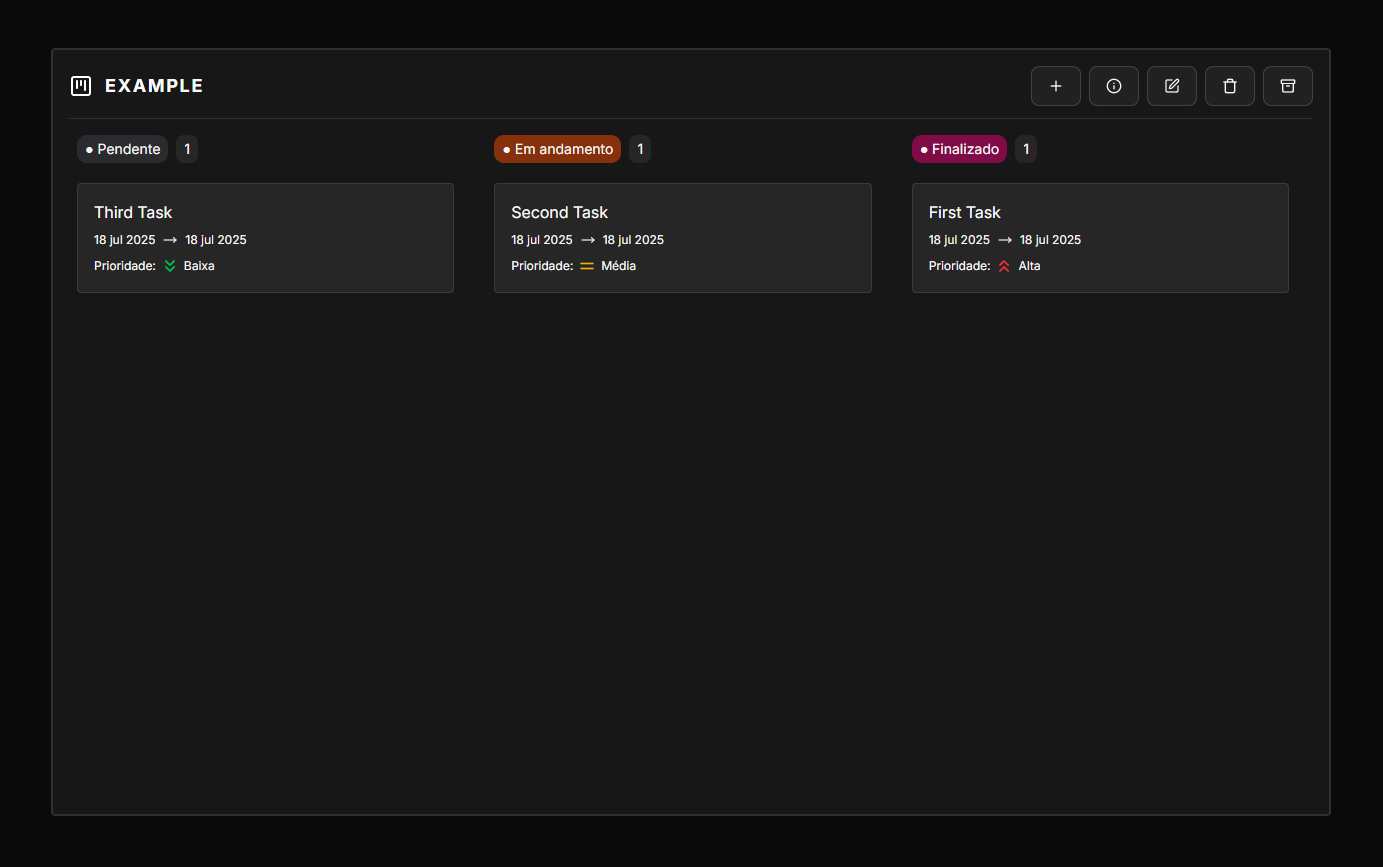 EXAMPLE
Pendente 1
Third Task
18 jul 2025 → 18 jul 2025
Prioridade: Baixa
Em andamento 1
Second Task
18 jul 2025 → 18 jul 2025
Prioridade: Média
Finalizado 1
First Task
18 jul 2025 → 18 jul 2025
Prioridade: Alta